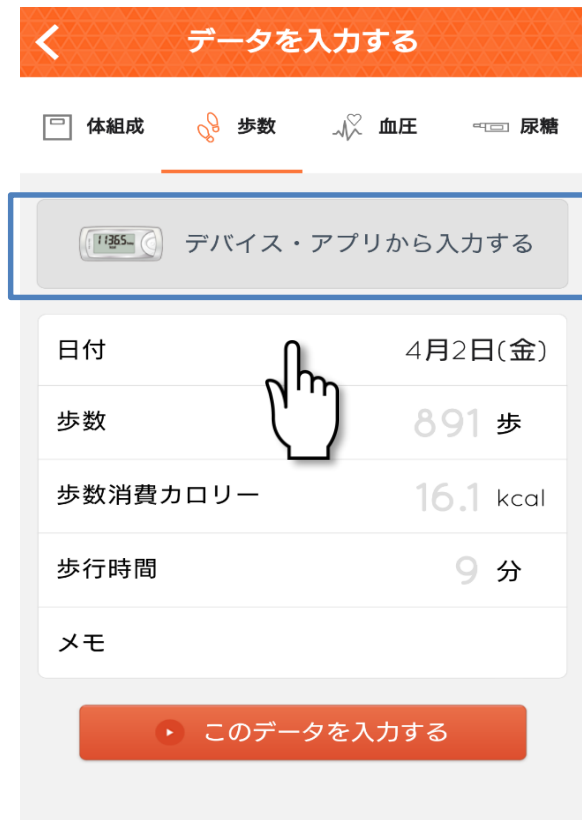 データを入力する
体組成 歩数 血圧 尿糖
11365 デバイス・アプリから入力する
日付 4月2日(金)
歩数 891 歩
歩数消費カロリー 16.1 kcal
歩行時間 9 分
メモ
このデータを入力する